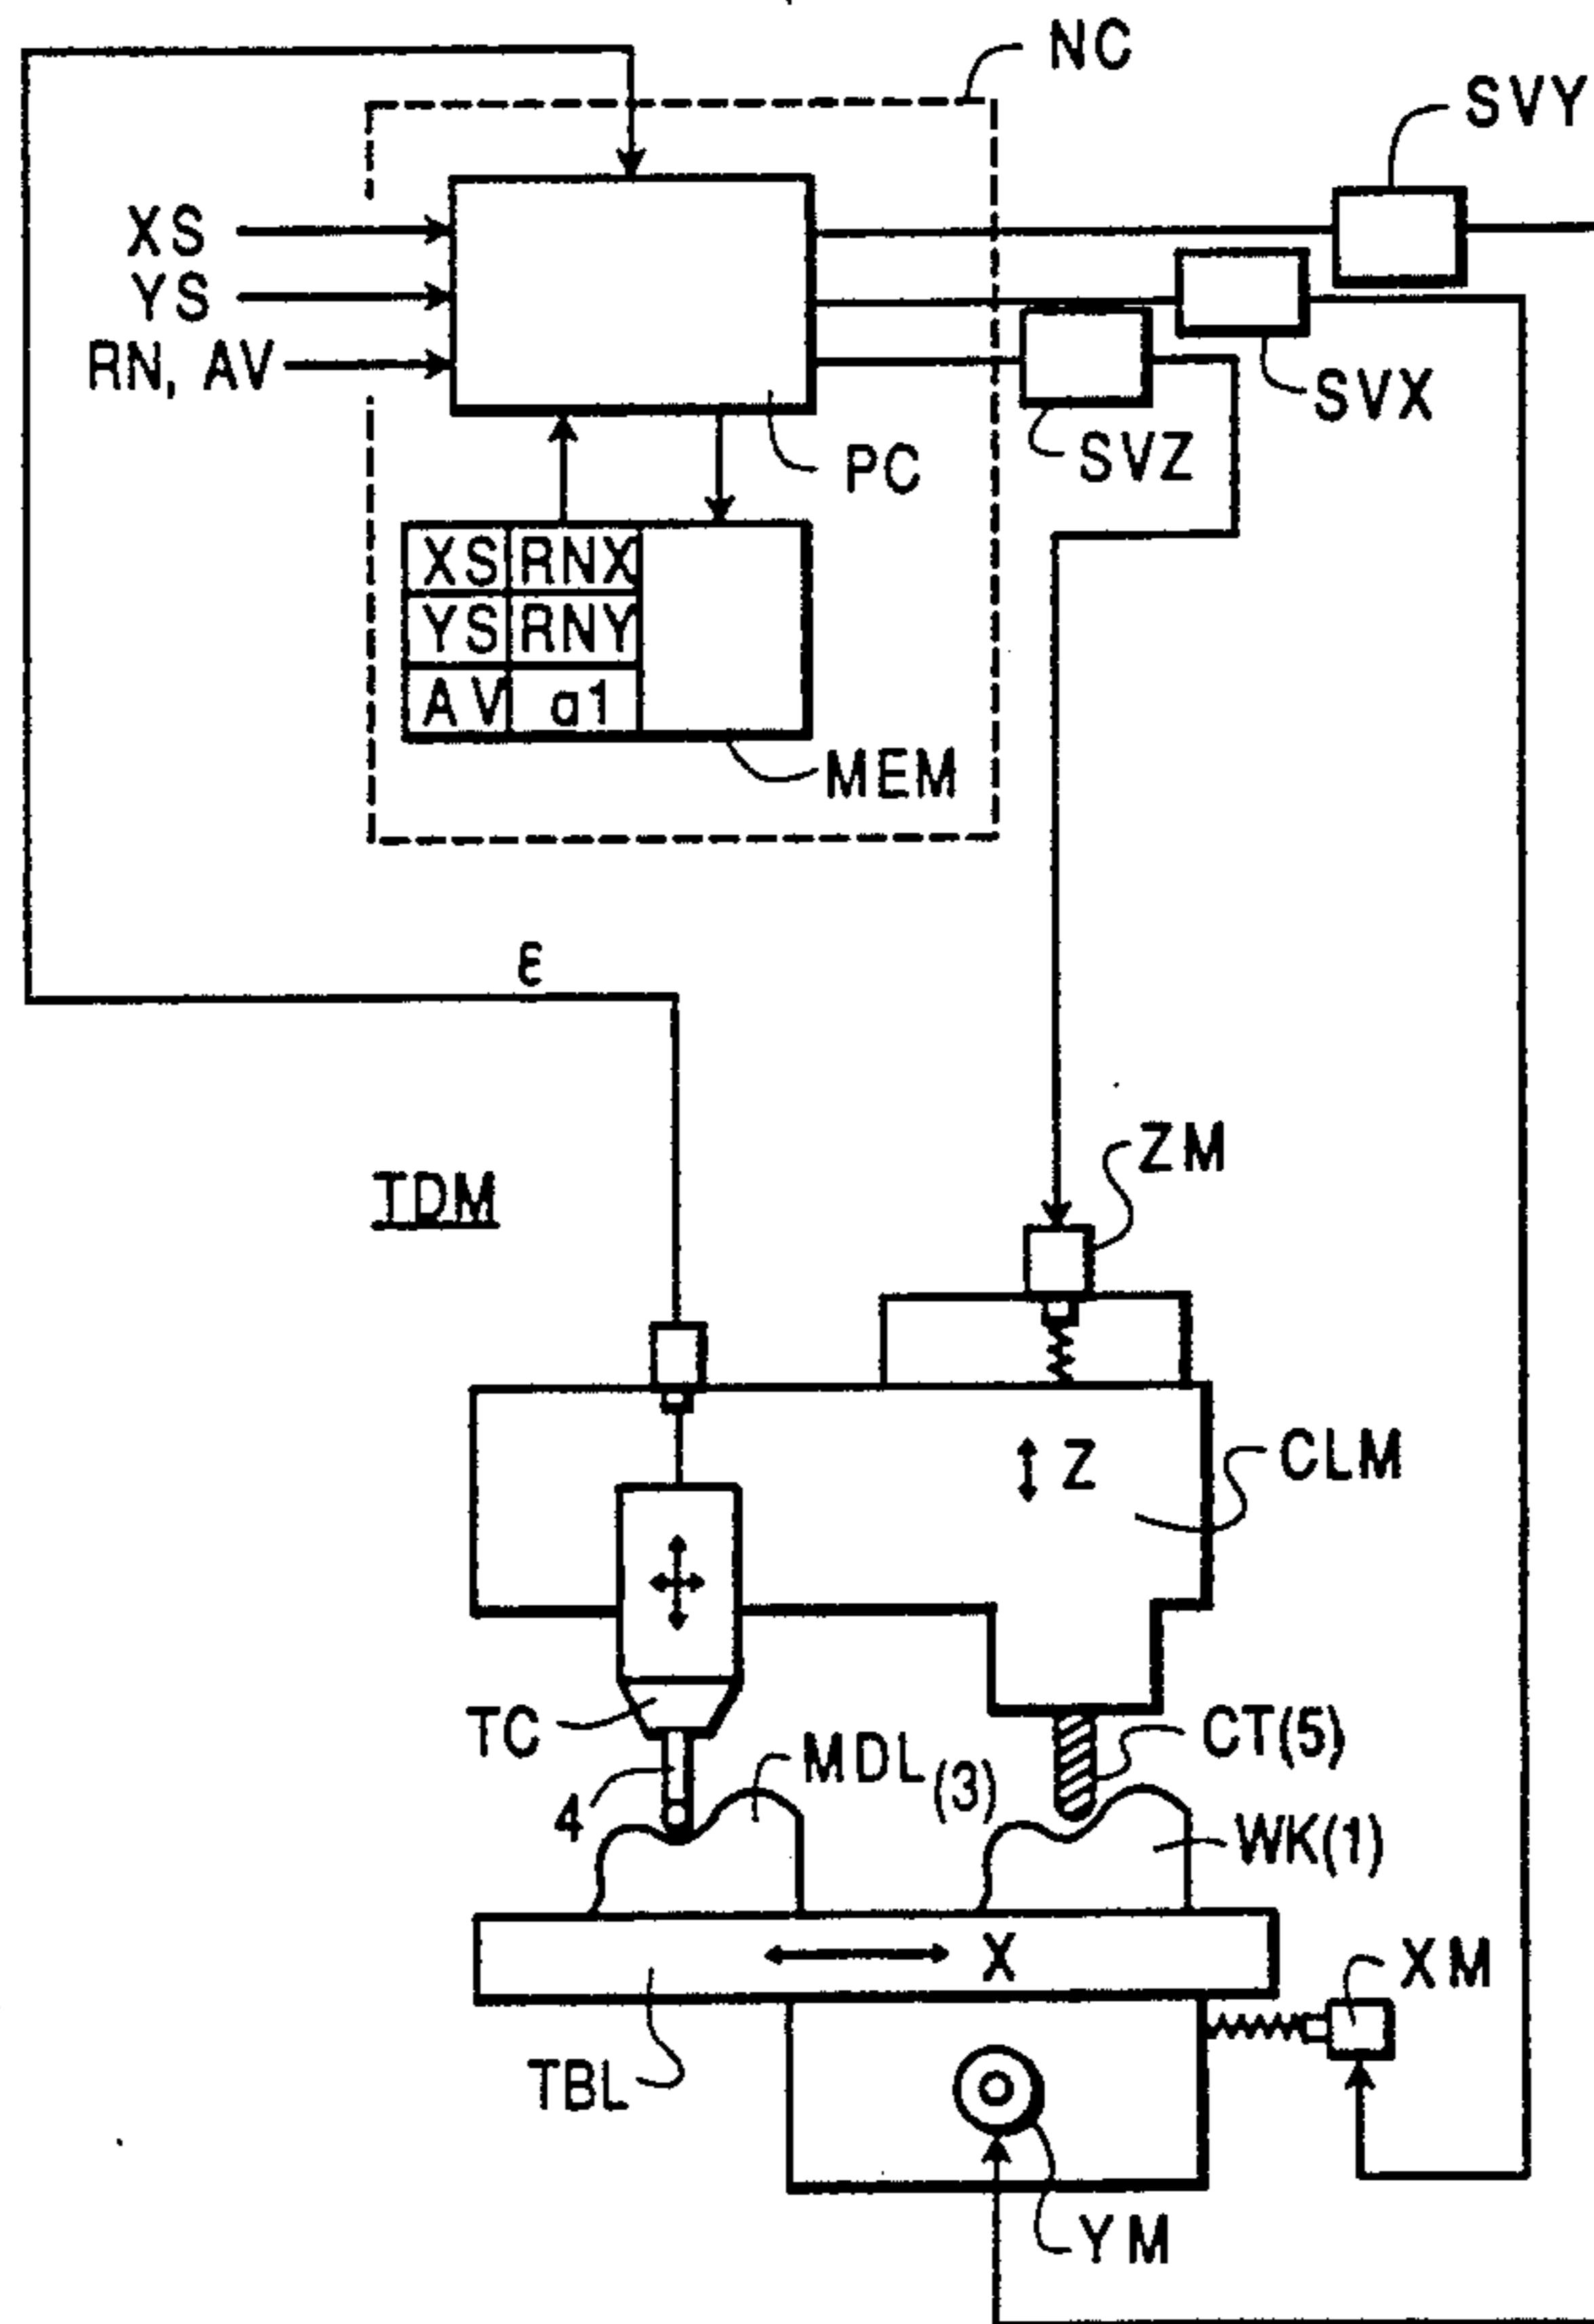 NC
SVY
XS
YS
RN, AV
SVX
PC
SVZ
XS RNX
YS RNY
AV a1
MEM
ε
ZM
TDM
Z
CLM
TC
MDL(3)
CT(5)
4
WK(1)
X
XM
TBL
YM